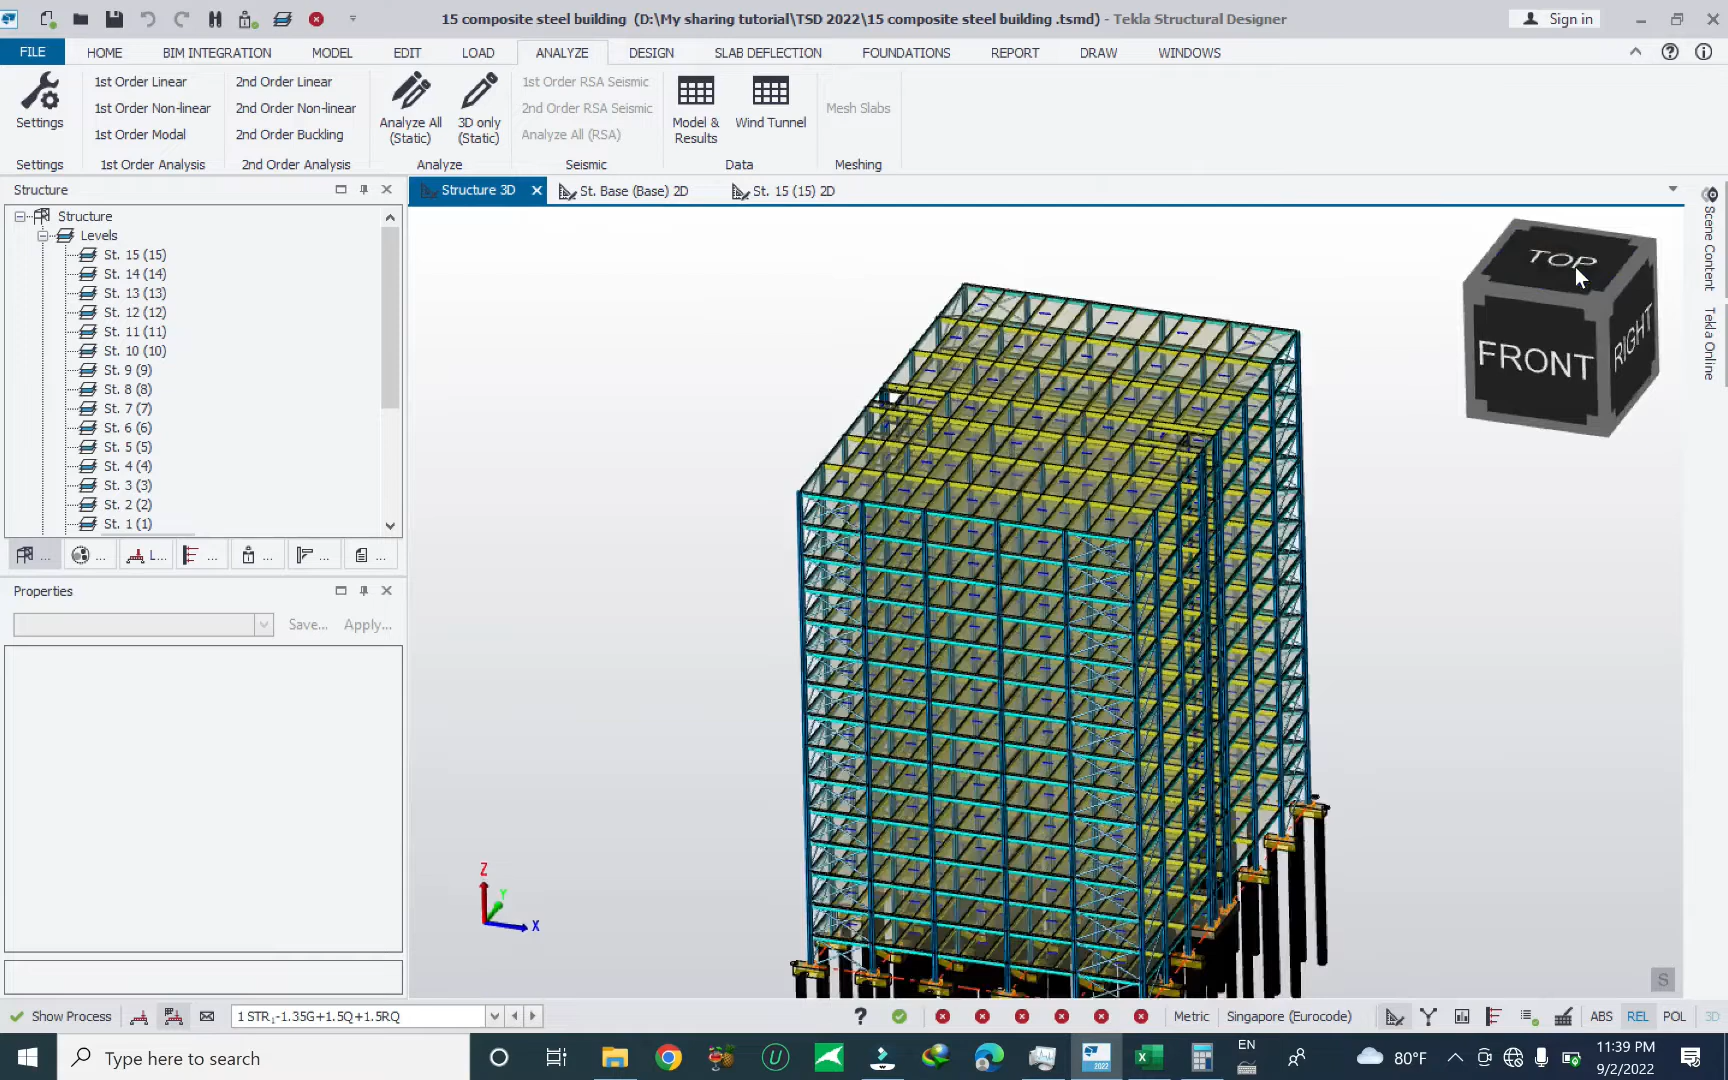 15 composite steel building (D:\My sharing tutorial\TSD 2022\15 composite steel building .tsmd) - Tekla Structural Designer
Sign in
FILE HOME BIM INTEGRATION MODEL EDIT LOAD ANALYZE DESIGN SLAB DEFLECTION FOUNDATIONS REPORT DRAW WINDOWS
1st Order Linear 2nd Order Linear 1st Order RSA Seismic
1st Order Non-linear 2nd Order Non-linear 2nd Order RSA Seismic Mesh Slabs
Settings Analyze All (Static) 3D only (Static) Model & Results Wind Tunnel
1st Order Modal 2nd Order Buckling Analyze All (RSA)
Settings 1st Order Analysis 2nd Order Analysis Analyze Seismic Data Meshing
Structure
Structure 3D St. Base (Base) 2D St. 15 (15) 2D
Structure
Levels
St. 15 (15)
St. 14 (14)
St. 13 (13)
St. 12 (12)
St. 11 (11)
St. 10 (10)
St. 9 (9)
St. 8 (8)
St. 7 (7)
St. 6 (6)
St. 5 (5)
St. 4 (4)
St. 3 (3)
St. 2 (2)
St. 1 (1)
... ... L... ... ... ... ...
Properties
Save... Apply...
TOP
FRONT
RIGHT
Scene Content
Tekla Online
Z
Y
X
S
Show Process 1 STR₁-1.35G+1.5Q+1.5RQ Metric Singapore (Eurocode) ABS REL POL 3D
Type here to search
2022
EN
80°F
11:39 PM
9/2/2022